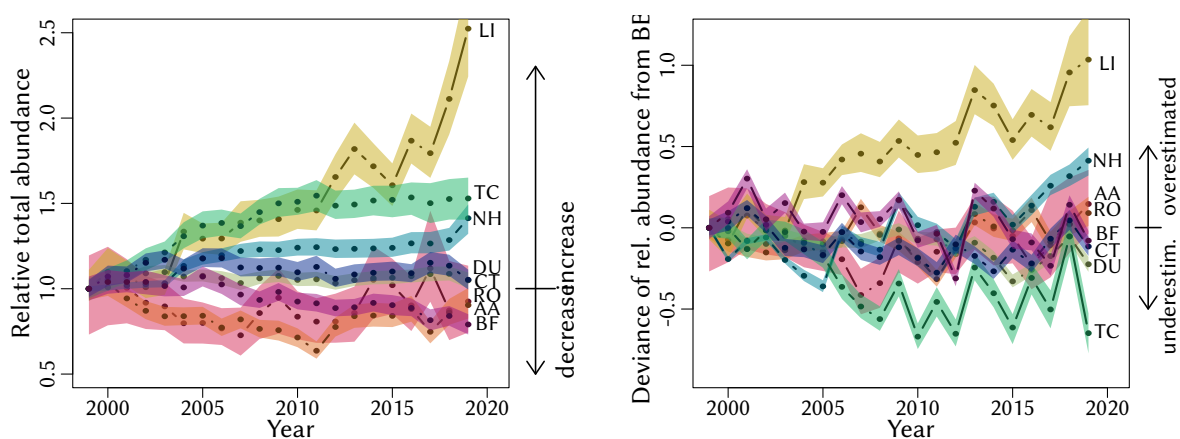 Relative total abundance
2.5
2.0
1.5
1.0
0.5
2000
2005
2010
2015
2020
Year
LI
TC
NH
DU
CT
RO
AA
BF
increase
decrease
Deviance of rel. abundance from BE
1.0
0.5
0.0
-0.5
2000
2005
2010
2015
2020
Year
LI
NH
AA
RO
BF
CT
DU
TC
overestimated
underestim.